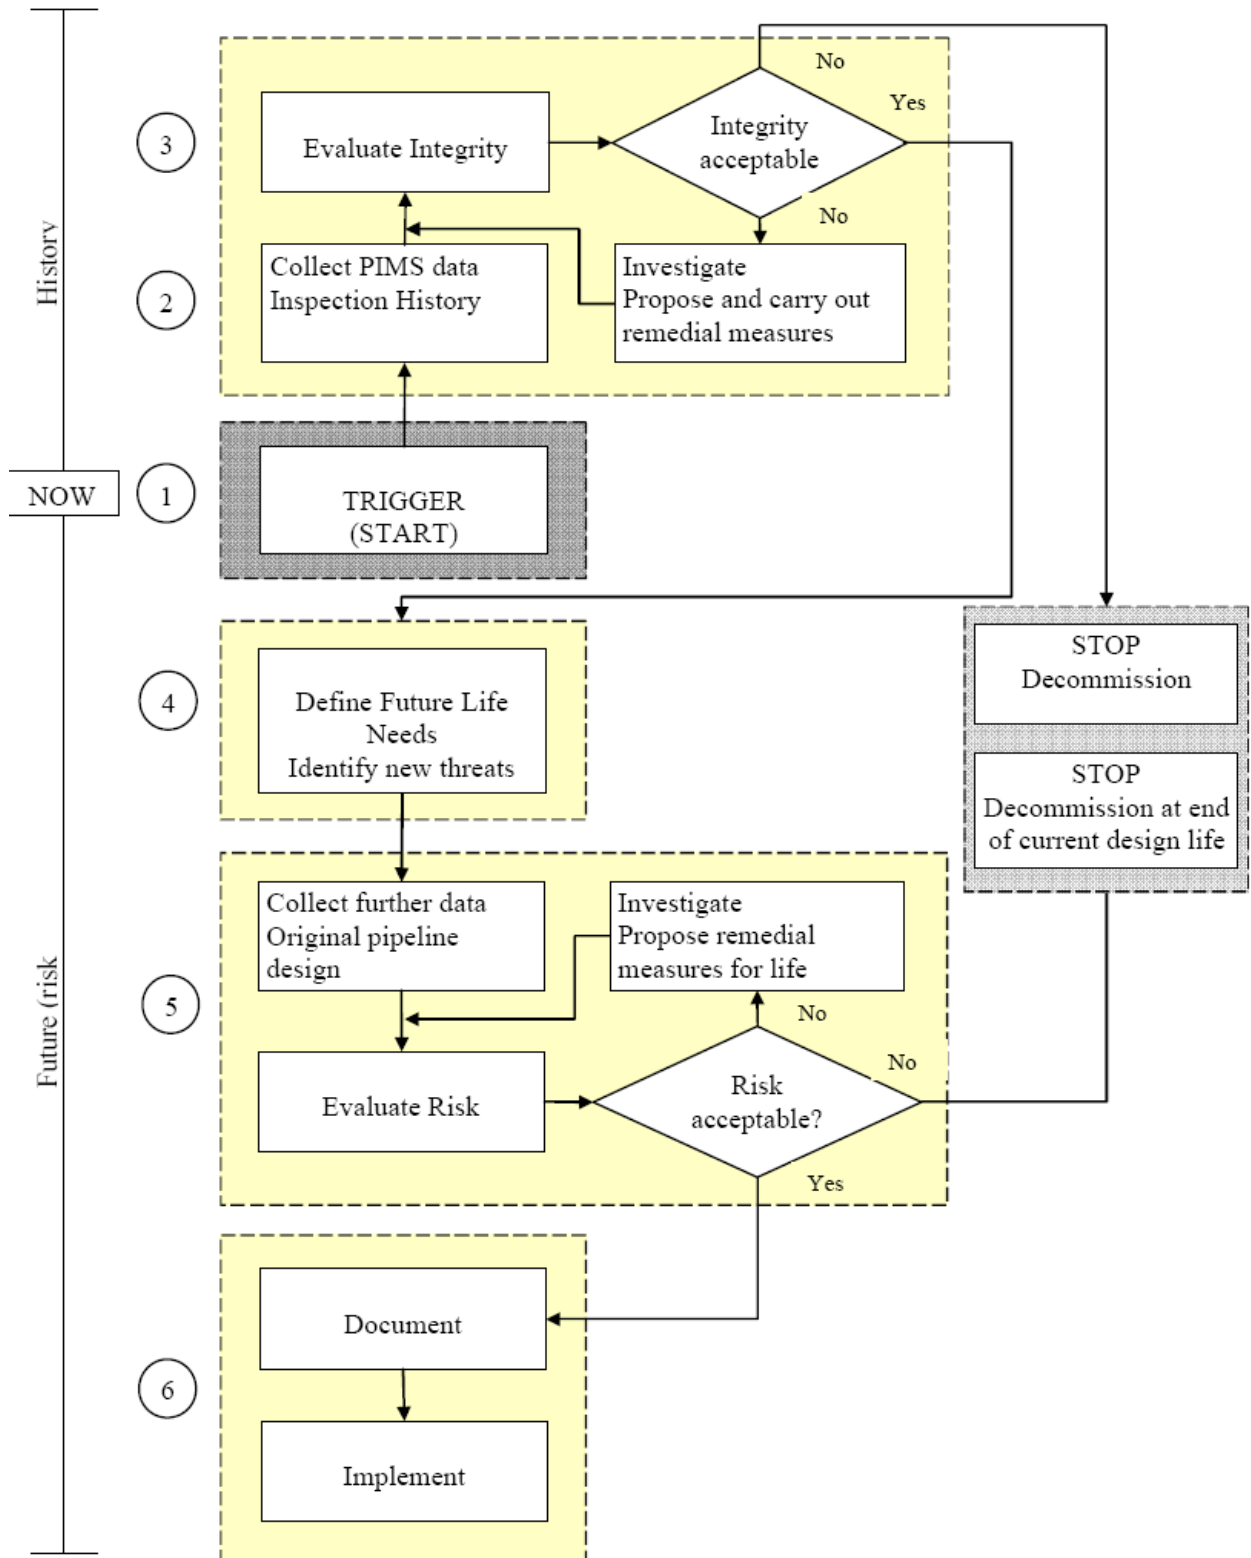 No
Yes
3
Evaluate Integrity
Integrity
acceptable
No
History
2
Collect PIMS data
Inspection History
Investigate
Propose and carry out
remedial measures
NOW
1
TRIGGER
(START)
4
Define Future Life
Needs
Identify new threats
STOP
Decommission
STOP
Decommission at end
of current design life
Future (risk
5
Collect further data
Original pipeline
design
Investigate
Propose remedial
measures for life
No
No
Evaluate Risk
Risk
acceptable?
Yes
6
Document
Implement